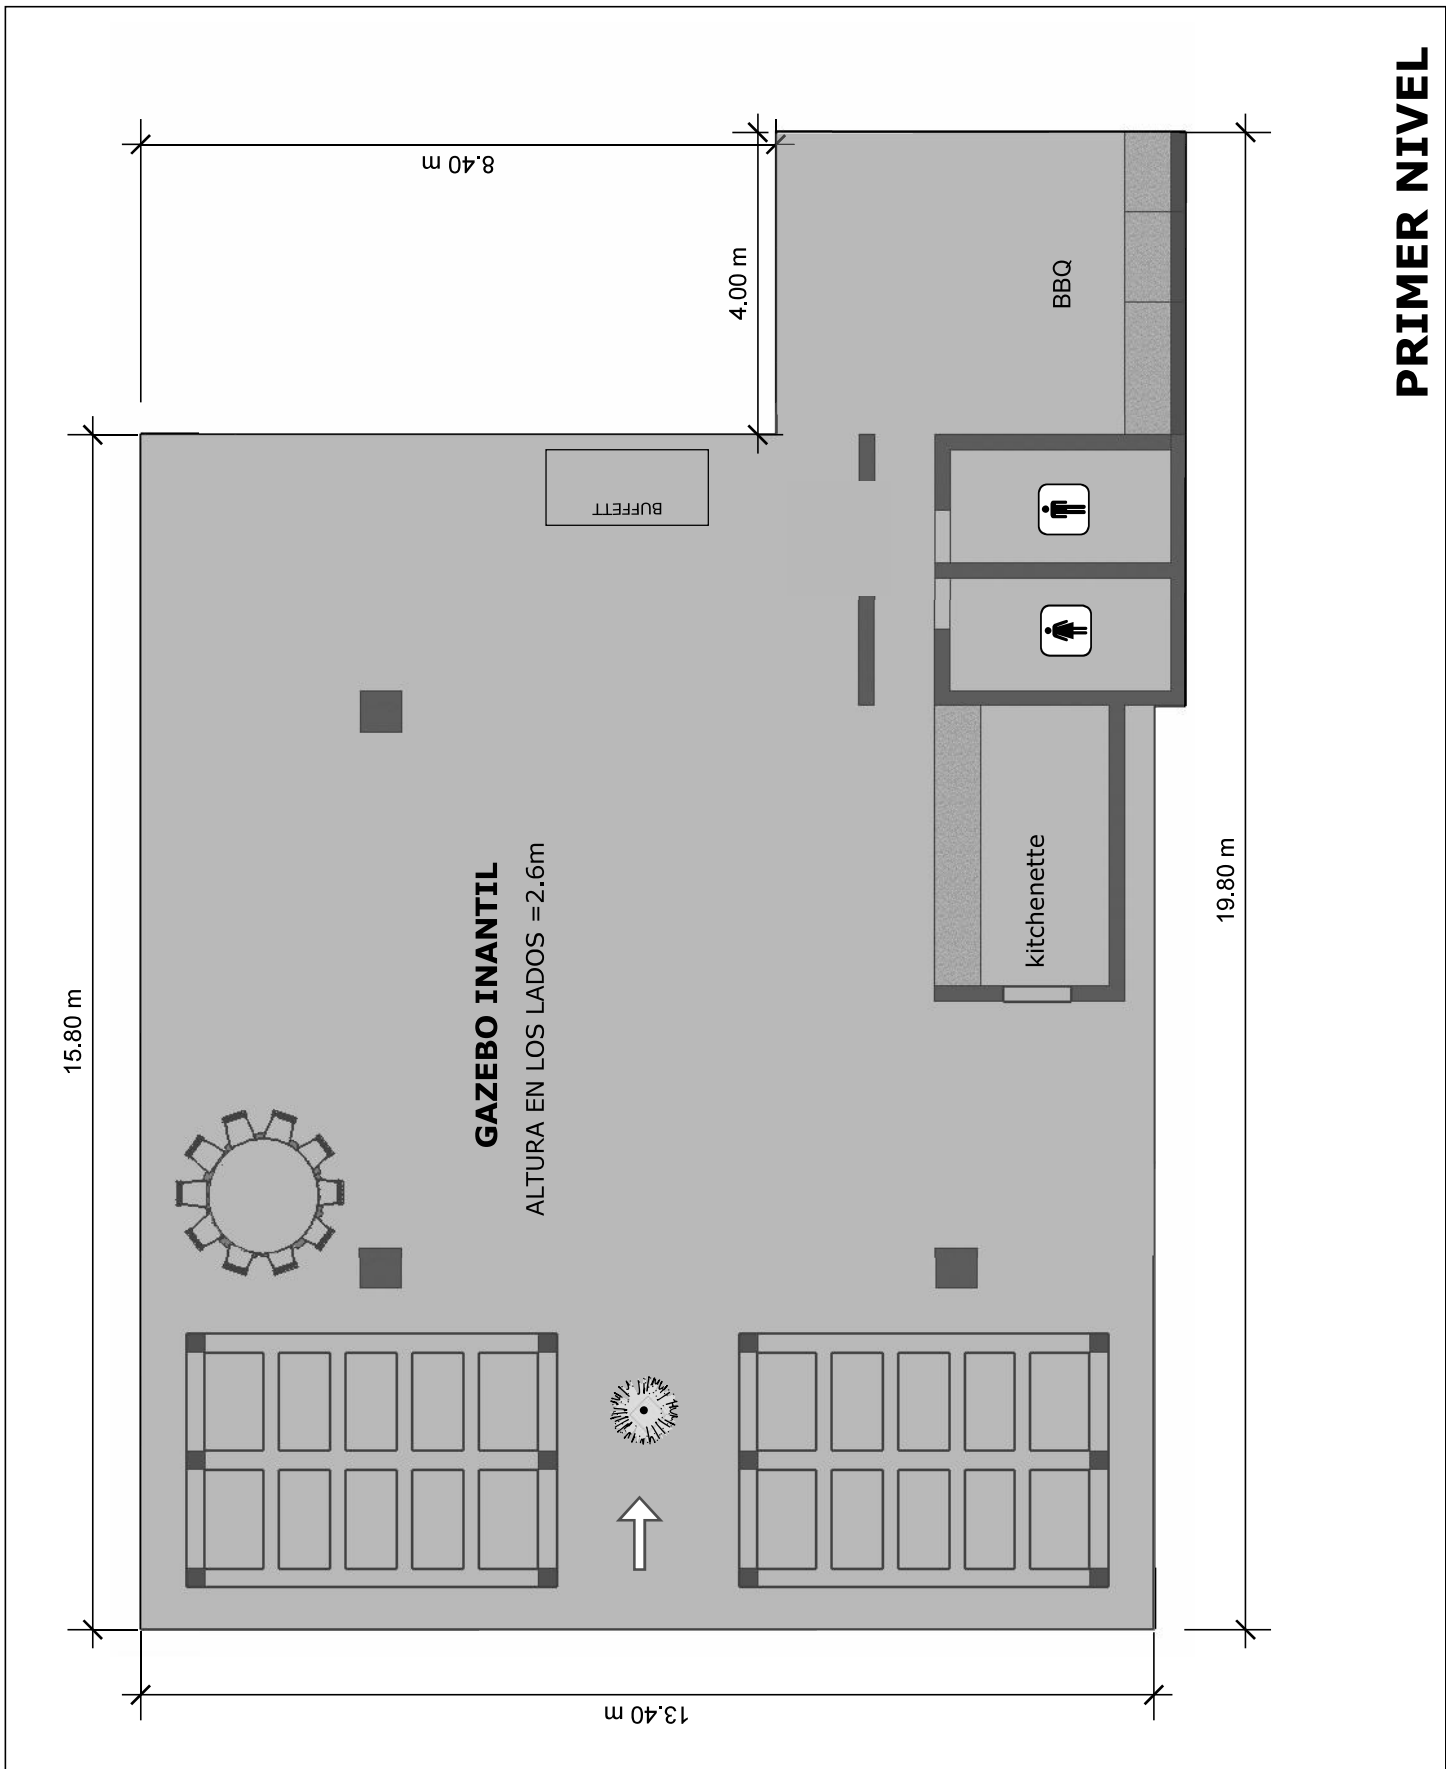 PRIMER NIVEL
8.40 m
4.00 m
BBQ
BUFFETT
15.80 m
GAZEBO INANTIL
ALTURA EN LOS LADOS =2.6m
kitchenette
19.80 m
13.40 m